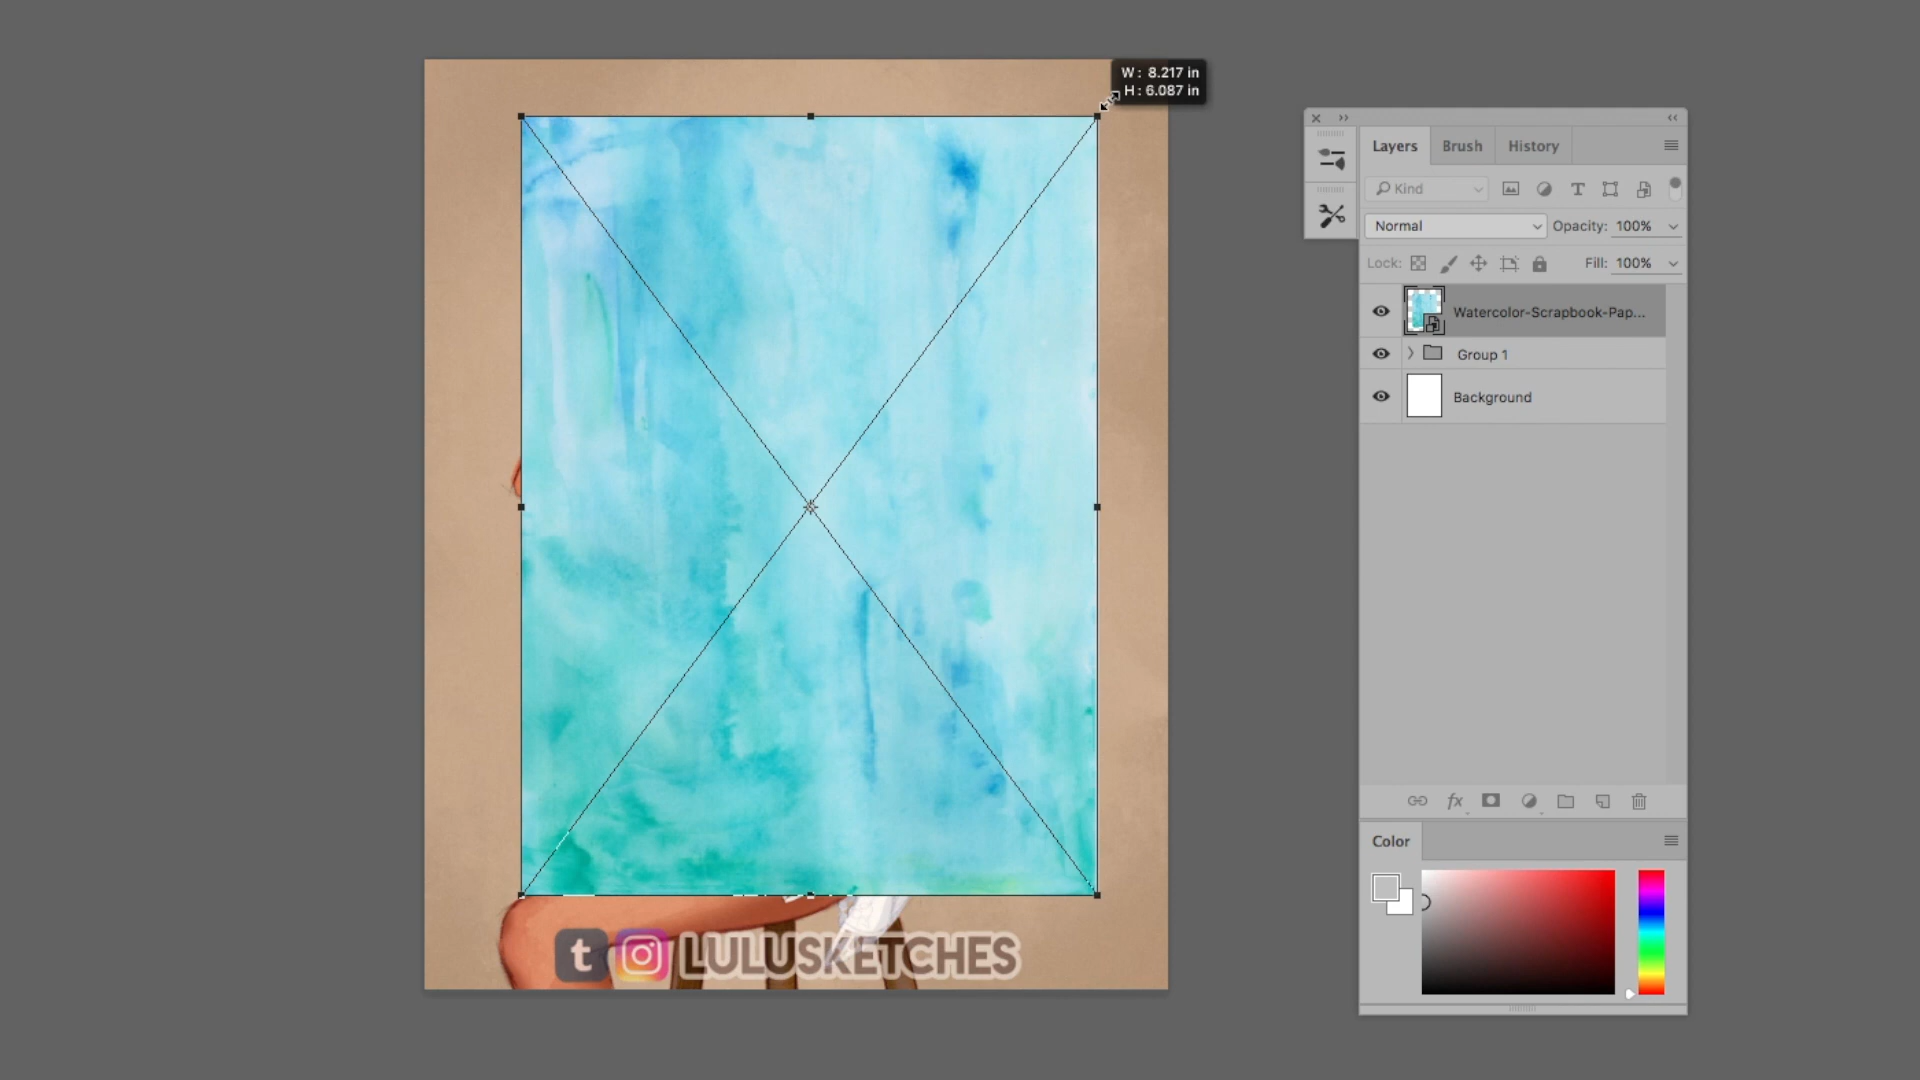 W: 8.217 in
H: 6.087 in
Layers
Brush
History
Kind
Normal
Opacity: 100%
Lock:
Fill: 100%
Watercolor-Scrapbook-Pap...
Group 1
Background
fx
Color
t LULUSKETCHES